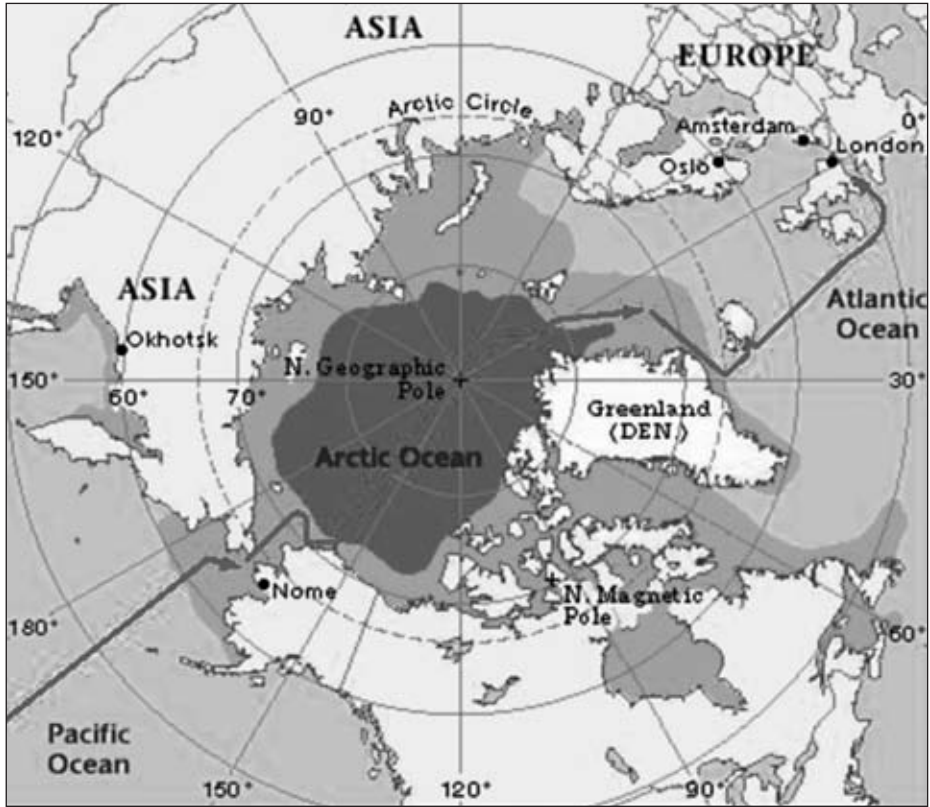 ASIA
EUROPE
Arctic Circle
90°
120°
Amsterdam
0°
London
Oslo
ASIA
Atlantic
Ocean
Okhotsk
N. Geographic
Pole
150°
60°
70°
30°
Greenland
(DEN.)
Arctic Ocean
Nome
N. Magnetic
Pole
180°
60°
Pacific
Ocean
150°
120°
90°